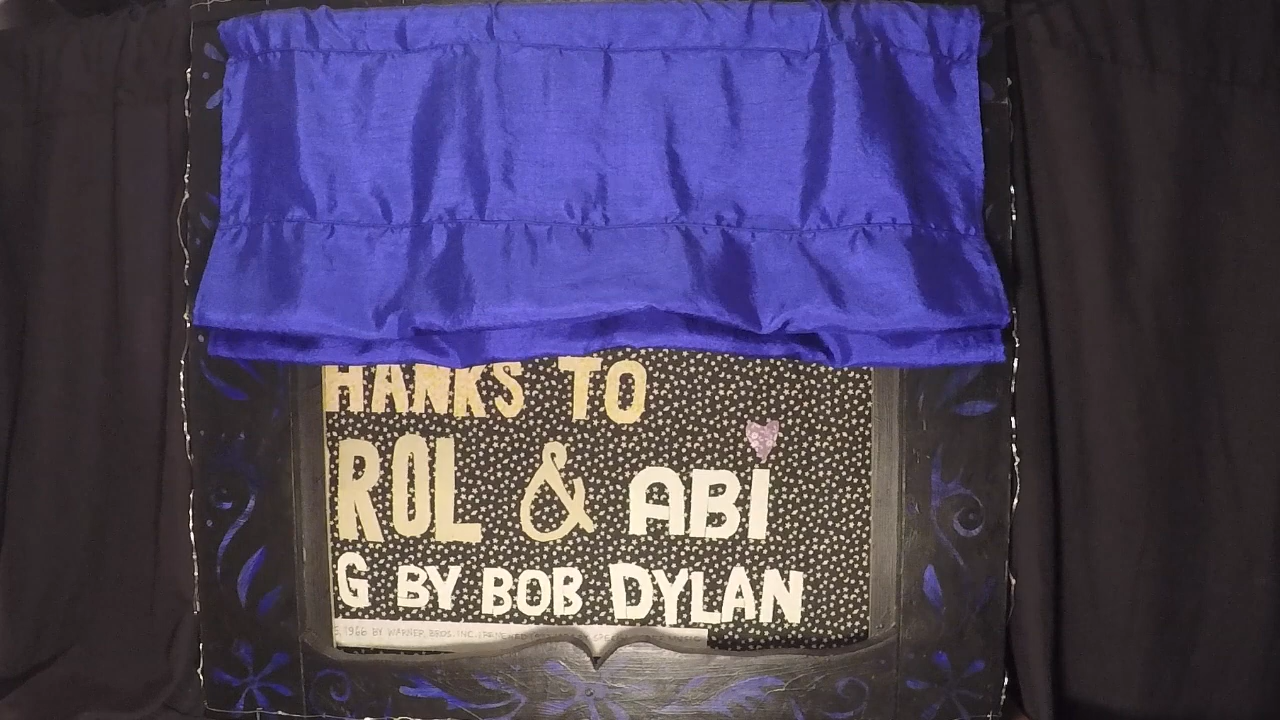 HANKS TO
ROL & ABI
G BY BOB DYLAN
1966 BY WARNER BROS. INC.